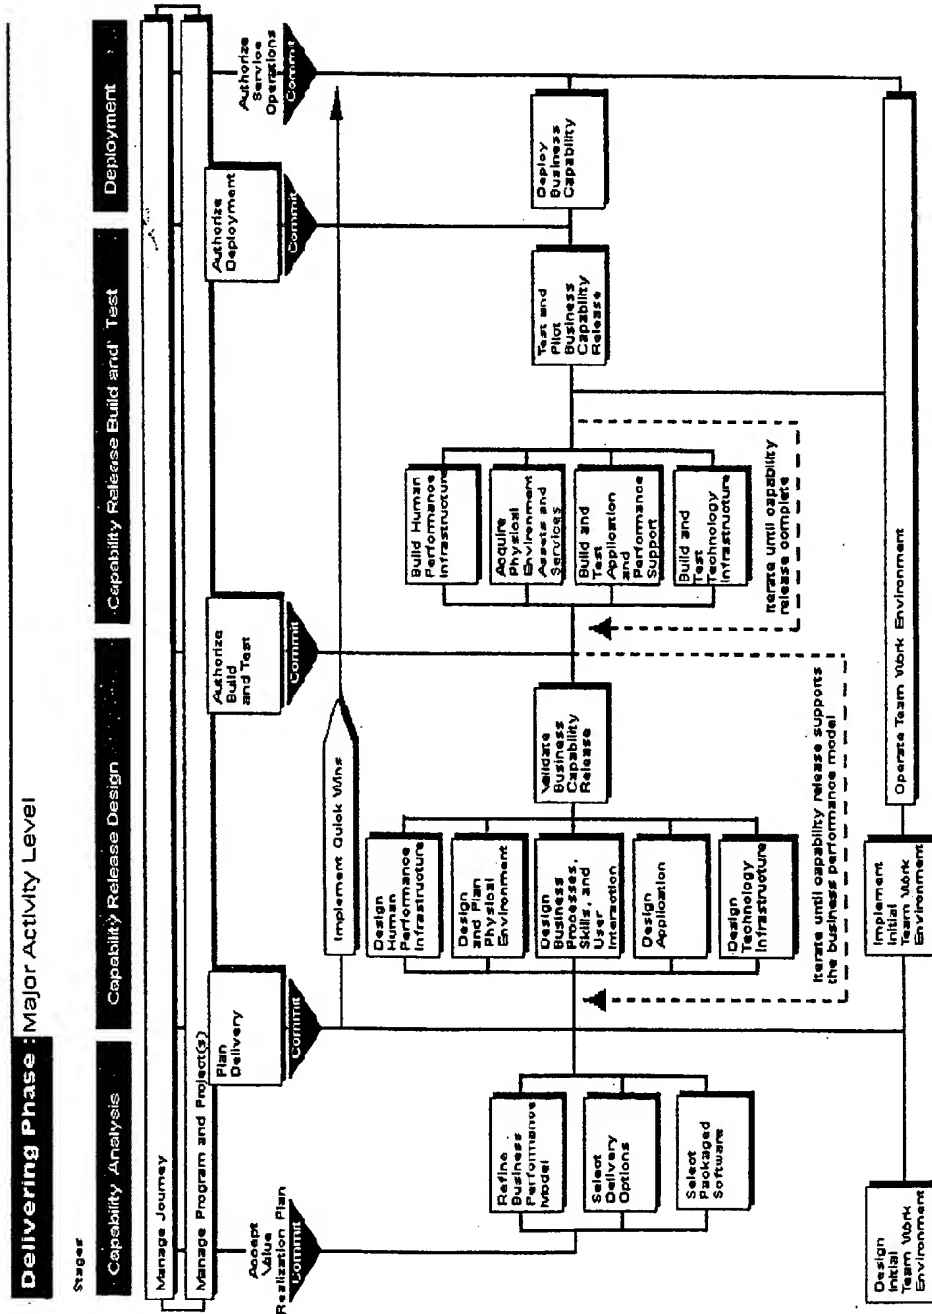 Delivering Phase : Major Activity Level
Stages
Capability Analysis
Capability Release Design
Capability Release Build and Test
Deployment
Manage Journey
Manage Program and Project(s)
Accept
Value
Realization Plan
Commit
Plan
Delivery
Commit
Authorize
Build
and Test
Commit
Authorize
Deployment
Commit
Authorize
Service
Operations
Commit
Implement Quick Wins
Refine
Business
Performance
Model
Select
Delivery
Options
Select
Packaged
Software
Design
Human
Performance
Infrastructure
Design
and Plan
Physical
Environment
Design
Business
Processes,
Skills, and
User
Interaction
Design
Application
Design
Technology
Infrastructure
Validate
Business
Capability
Release
Build Human
Performance
Infrastructure
Acquire
Physical
Environment
Assets and
Services
Build and
Test
Application
and
Performance
Support
Build and
Test
Technology
Infrastructure
Test and
Pilot
Business
Capability
Release
Deploy
Business
Capability
Iterate until capability release supports
the business performance model
Iterate until capability
release complete
Design
Initial
Team Work
Environment
Implement
Initial
Team Work
Environment
Operate Team Work Environment